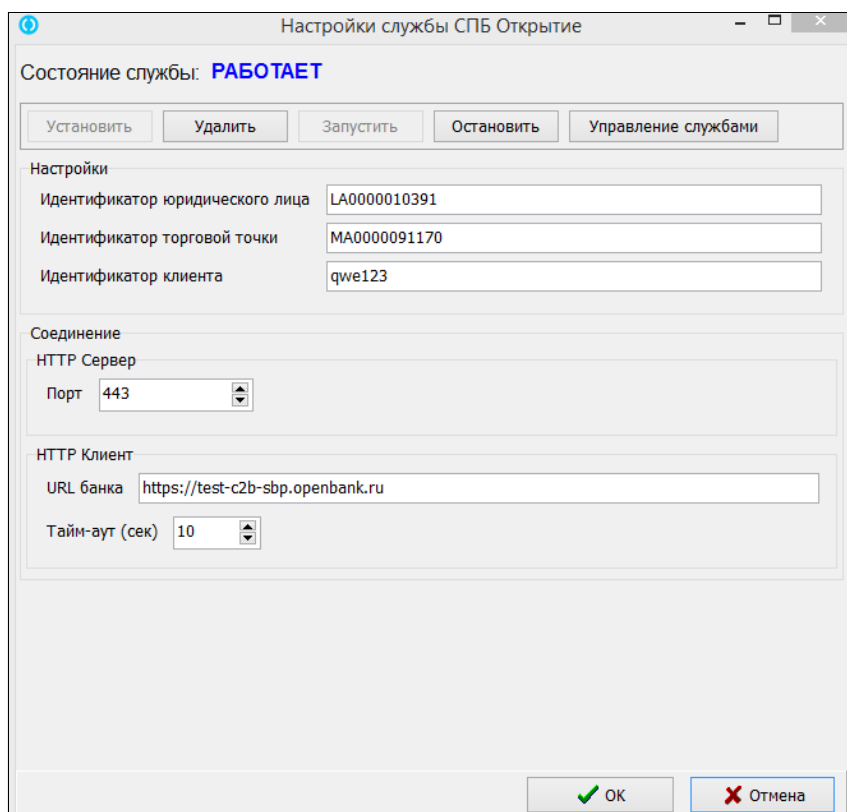 Настройки службы СПБ Открытие
Состояние службы: РАБОТАЕТ
Установить Удалить Запустить Остановить Управление службами
Настройки
Идентификатор юридического лица LA0000010391
Идентификатор торговой точки MA0000091170
Идентификатор клиента qwe123
Соединение
HTTP Сервер
Порт 443
HTTP Клиент
URL банка https://test-c2b-sbp.openbank.ru
Тайм-аут (сек) 10
OK Отмена